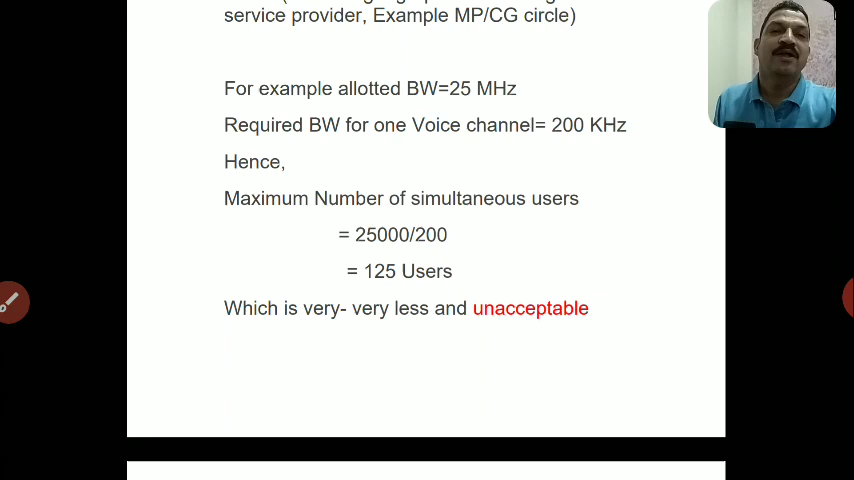 service provider, Example MP/CG circle)
For example allotted BW=25 MHz
Required BW for one Voice channel= 200 KHz
Hence,
Maximum Number of simultaneous users
= 25000/200
= 125 Users
Which is very- very less and unacceptable